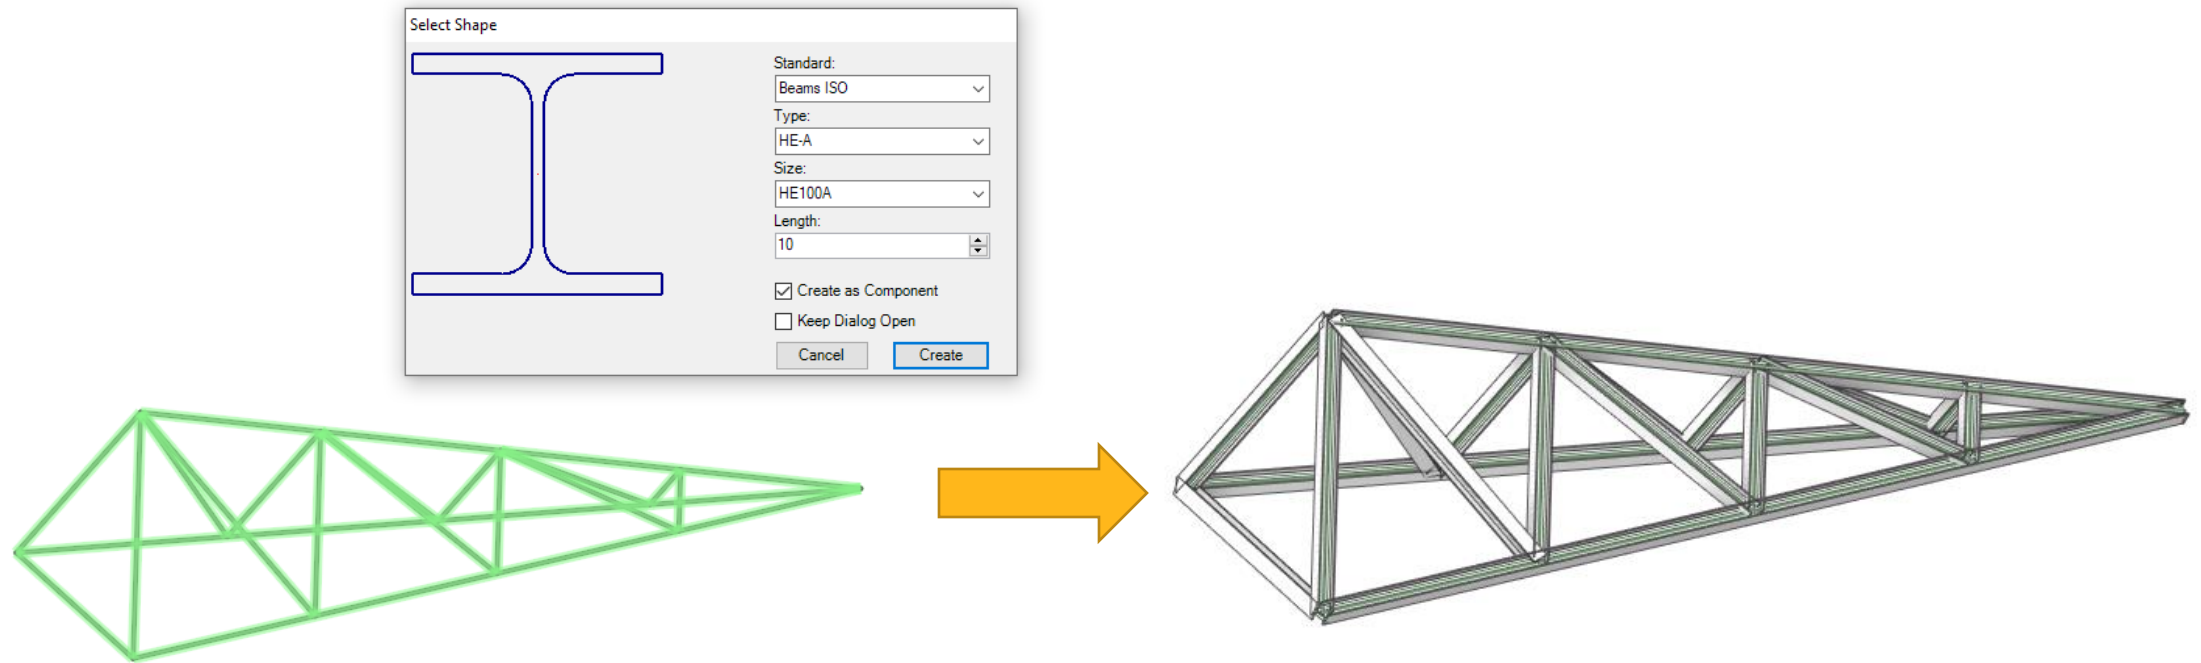 Select Shape
Standard:
Beams ISO
Type:
HE-A
Size:
HE100A
Length:
10
Create as Component
Keep Dialog Open
Cancel Create